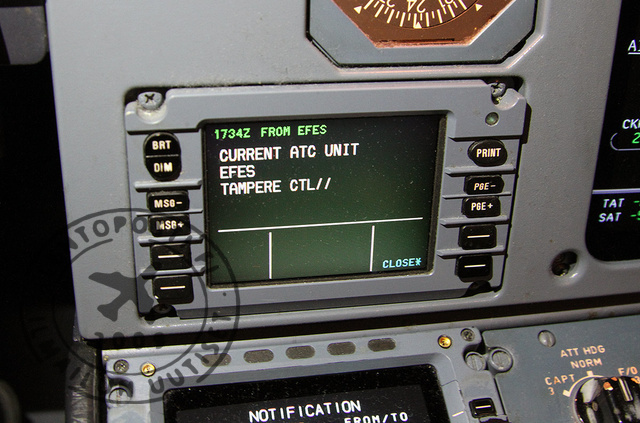 1734Z FROM EFES
CURRENT ATC UNIT
EFES
TAMPERE CTL//
CLOSE*
BRT
DIM
MSG-
MSG+
PRINT
PGE-
PGE+
TAT
SAT
ATT HDG
NORM
CAPT
F/O
3
NOTIFICATION
FROM/TO